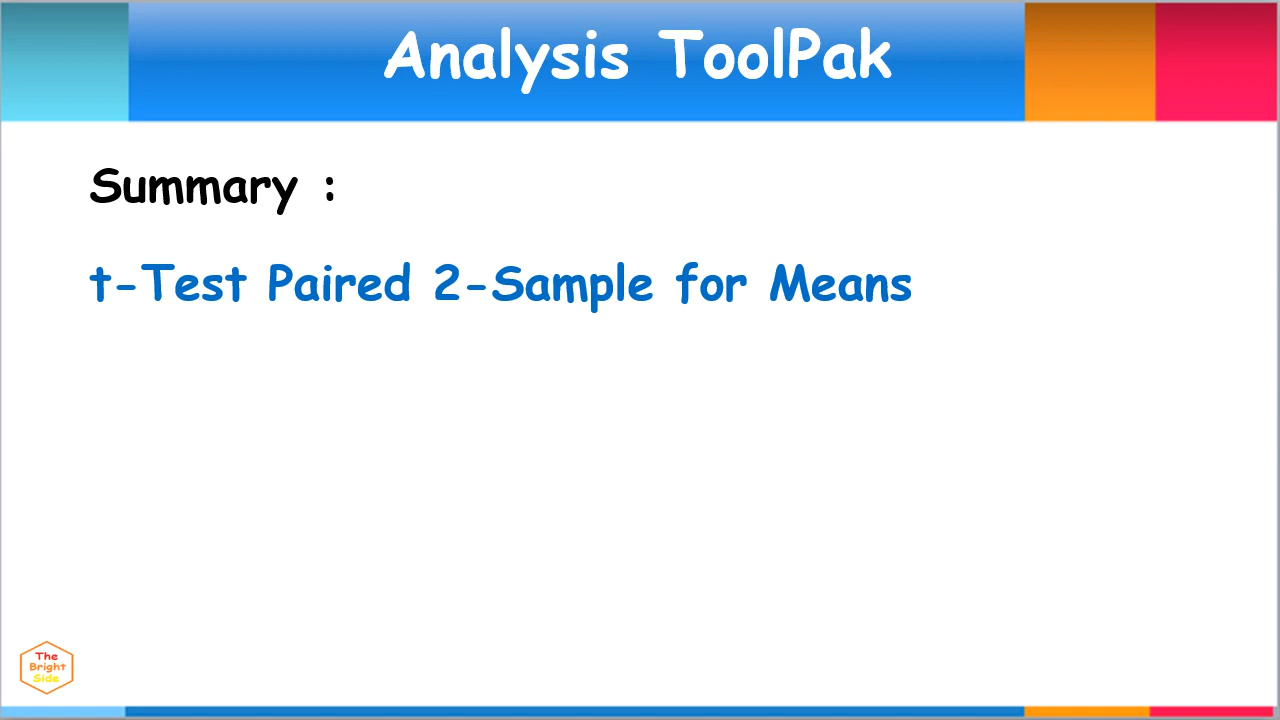 Analysis ToolPak
Summary :
t-Test Paired 2-Sample for Means
The
Bright
Side